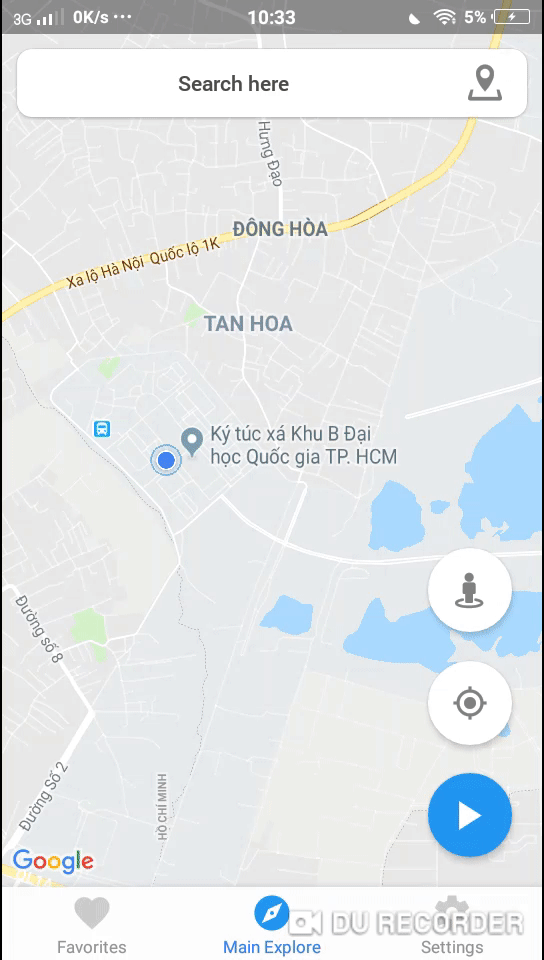 3G 0K/s ··· 10:33 5%
Search here
Hưng Đạo
ĐÔNG HÒA
Xa lộ Hà Nội Quốc lộ 1K
TAN HOA
Ký túc xá Khu B Đại
học Quốc gia TP. HCM
Đường số 8
Đường Số 2
HỒ CHÍ MINH
Google
DU RECORDER
Favorites Main Explore Settings